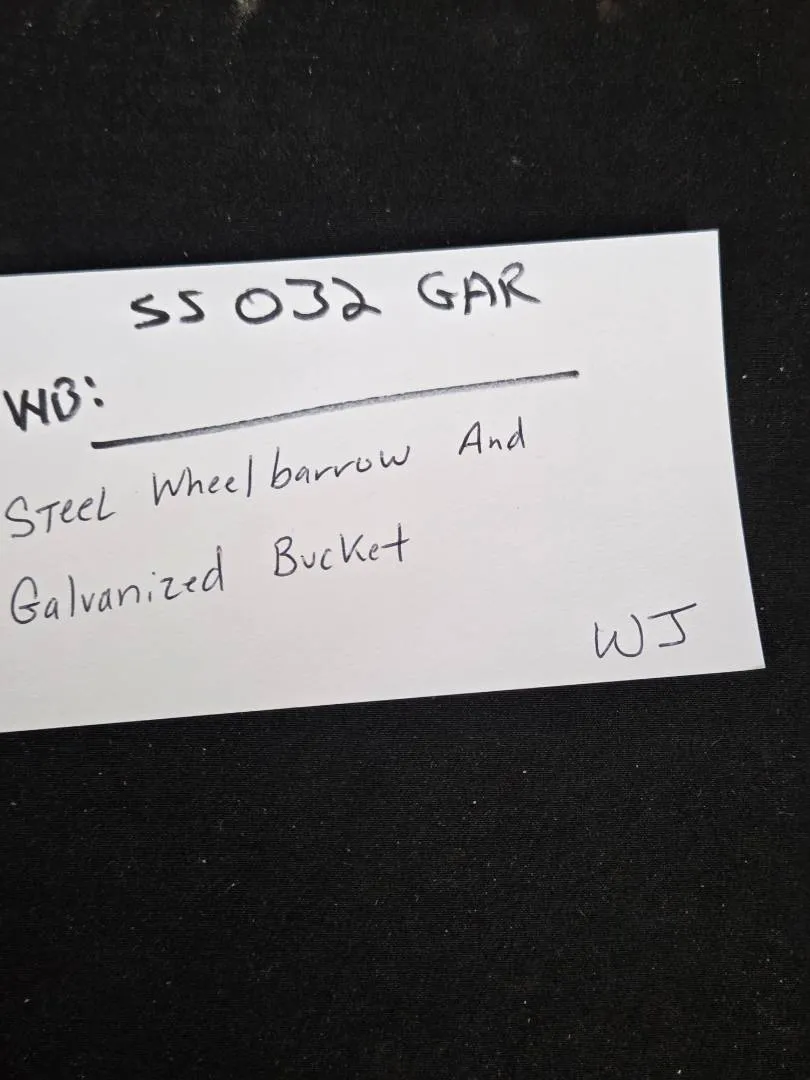 SS 032 GAR
WB:
Steel Wheelbarrow And
Galvanized Bucket
WJ